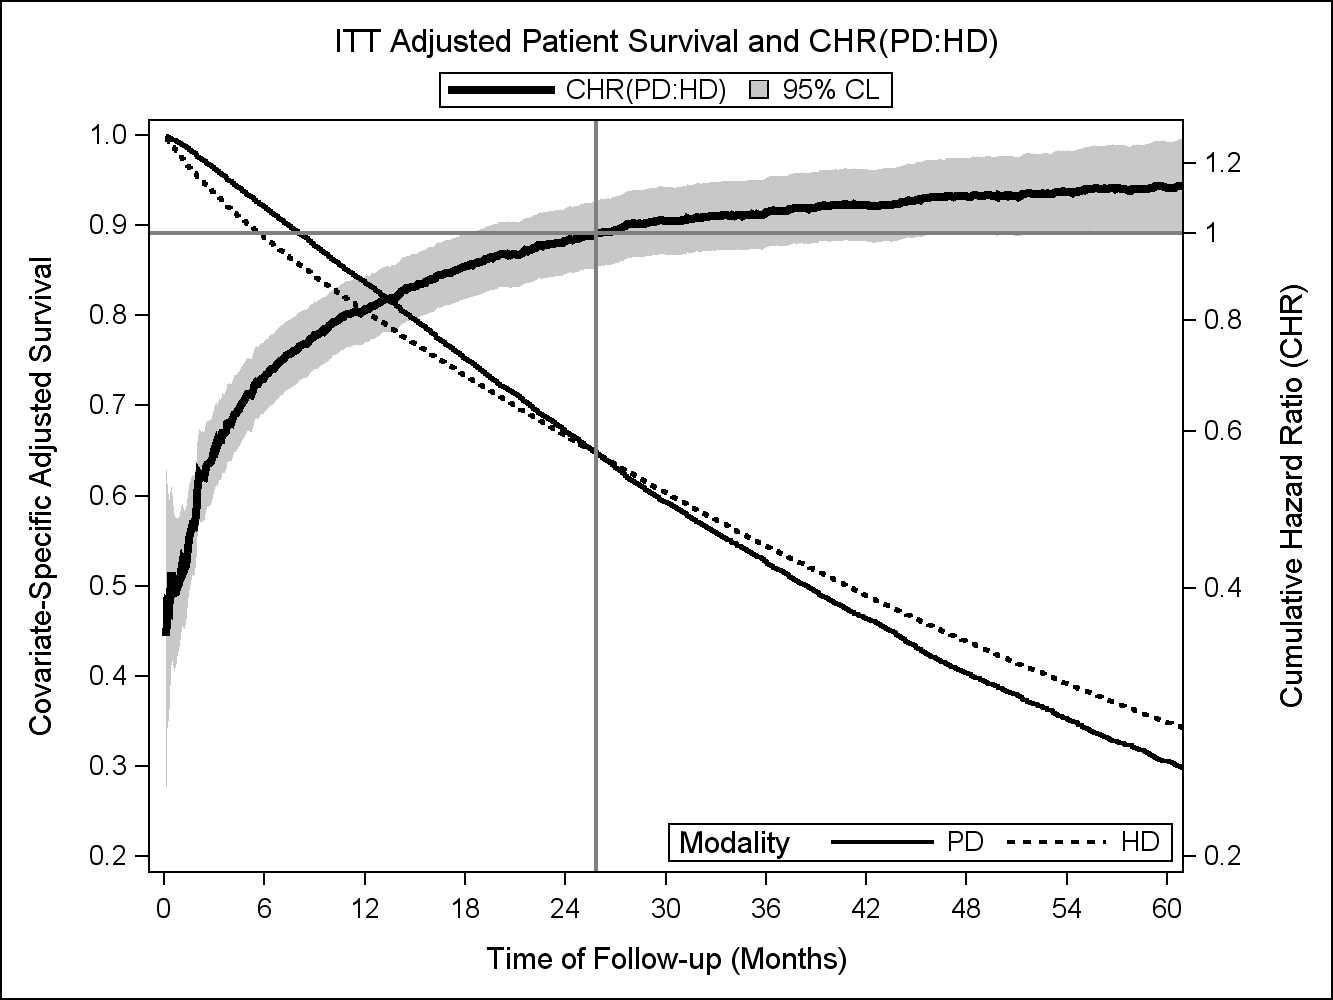 ITT Adjusted Patient Survival and CHR(PD:HD)
CHR(PD:HD) 95% CL
Covariate-Specific Adjusted Survival
1.0
0.9
0.8
0.7
0.6
0.5
0.4
0.3
0.2
1.2
1
0.8
0.6
0.4
0.2
Cumulative Hazard Ratio (CHR)
Modality PD HD
0 6 12 18 24 30 36 42 48 54 60
Time of Follow-up (Months)